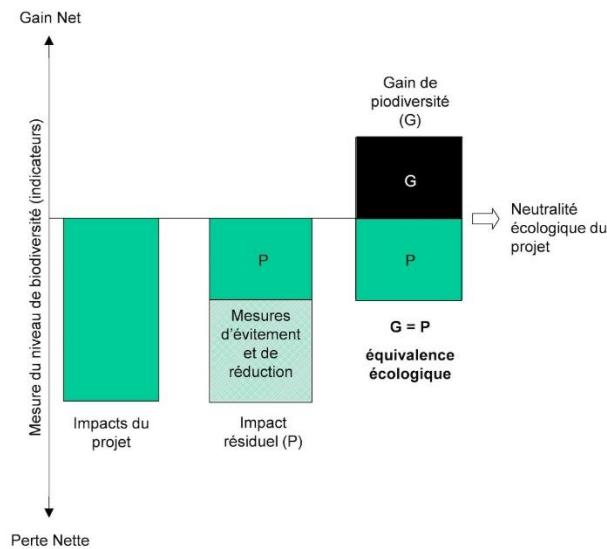 Gain Net
Mesure du niveau de biodiversité (indicateurs)
Perte Nette
Impacts du
projet
P
Mesures
d'évitement
et de
réduction
Impact
résiduel (P)
Gain de
piodiversité
(G)
G
P
G = P
équivalence
écologique
Neutralité
écologique du
projet